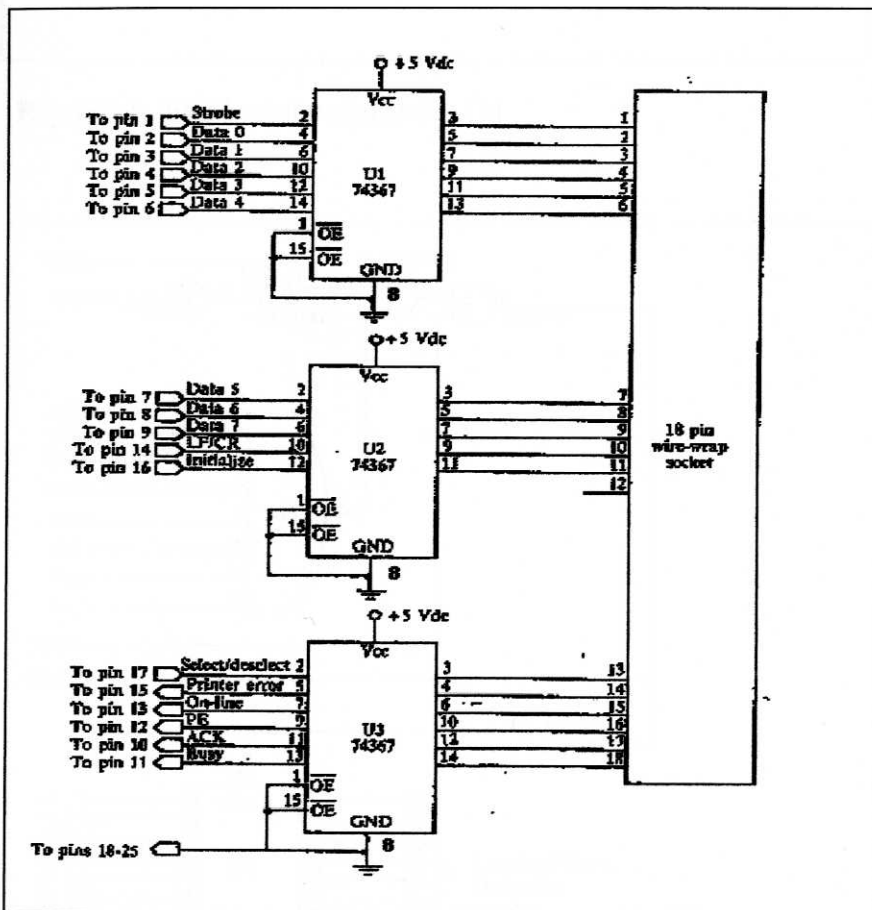 +5 Vdc
Vcc
To pin 1 Strobe 2 3 1
To pin 2 Data 0 4 5 2
To pin 3 Data 1 6 7 3
To pin 4 Data 2 10 9 4
To pin 5 Data 3 12 11 5
To pin 6 Data 4 14 13 6
U1
74367
1 OE
15 OE
GND
8
+5 Vdc
Vcc
To pin 7 Data 5 2 3 7
To pin 8 Data 6 4 5 8
To pin 9 Data 7 6 7 9
To pin 14 LF/CR 10 9 10
To pin 16 Initialise 12 11 11
12
U2
74367
18 pin
wire-wrap
socket
1 OE
15 OE
GND
8
+5 Vdc
Vcc
To pin 17 Select/deselect 2 3 13
To pin 15 Printer error 5 4 14
To pin 13 On-line 7 6 15
To pin 12 PE 9 10 16
To pin 10 ACK 11 12 17
To pin 11 Busy 13 14 18
U3
74367
1 OE
15 OE
GND
8
To pins 18-25